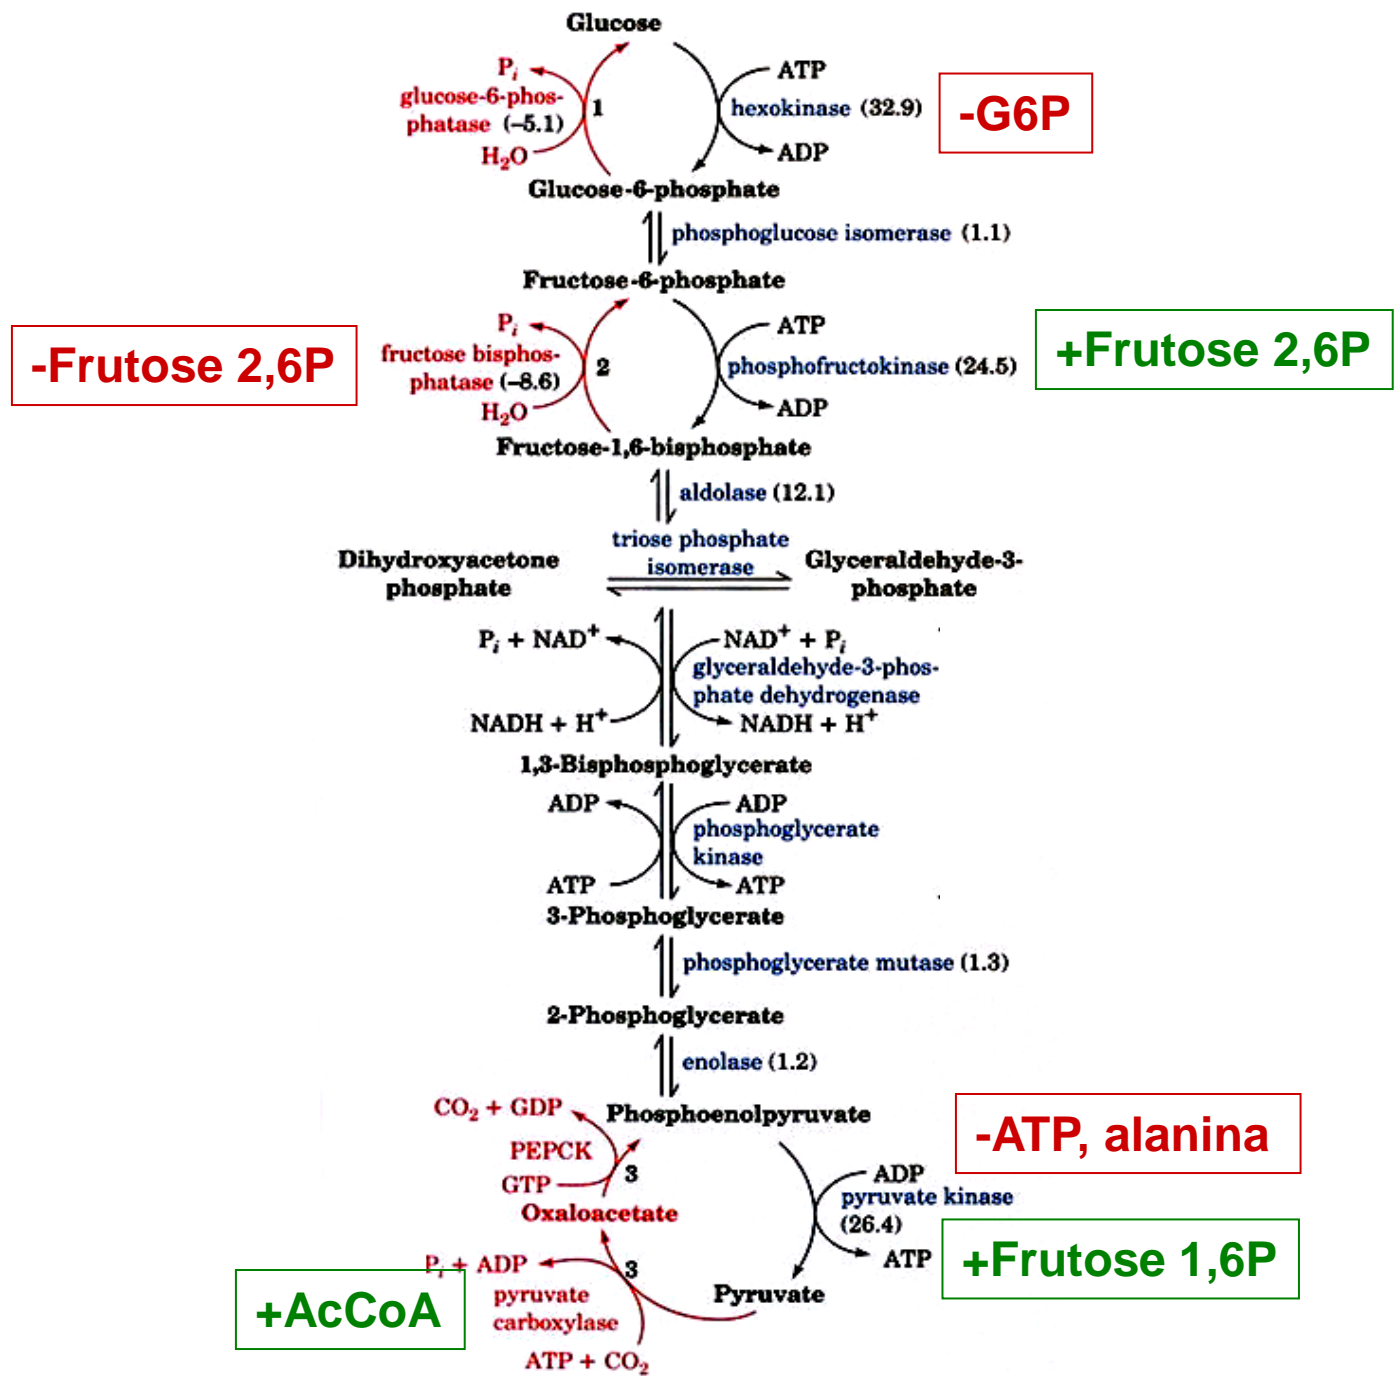 Glucose
P_i
ATP
glucose-6-phos-
phatase (–5.1)
1
hexokinase (32.9)
-G6P
H₂O
ADP
Glucose-6-phosphate
phosphoglucose isomerase (1.1)
Fructose-6-phosphate
P_i
ATP
-Frutose 2,6P
fructose bisphos-
phatase (–8.6)
2
phosphofructokinase (24.5)
+Frutose 2,6P
H₂O
ADP
Fructose-1,6-bisphosphate
aldolase (12.1)
triose phosphate
isomerase
Dihydroxyacetone
phosphate
Glyceraldehyde-3-
phosphate
P_i + NAD⁺
NAD⁺ + P_i
glyceraldehyde-3-phos-
phate dehydrogenase
NADH + H⁺
NADH + H⁺
1,3-Bisphosphoglycerate
ADP
ADP
phosphoglycerate
kinase
ATP
ATP
3-Phosphoglycerate
phosphoglycerate mutase (1.3)
2-Phosphoglycerate
enolase (1.2)
CO₂ + GDP
Phosphoenolpyruvate
-ATP, alanina
PEPCK
3
GTP
ADP
pyruvate kinase
(26.4)
Oxaloacetate
ATP
+Frutose 1,6P
P_i + ADP
3
Pyruvate
+AcCoA
pyruvate
carboxylase
ATP + CO₂